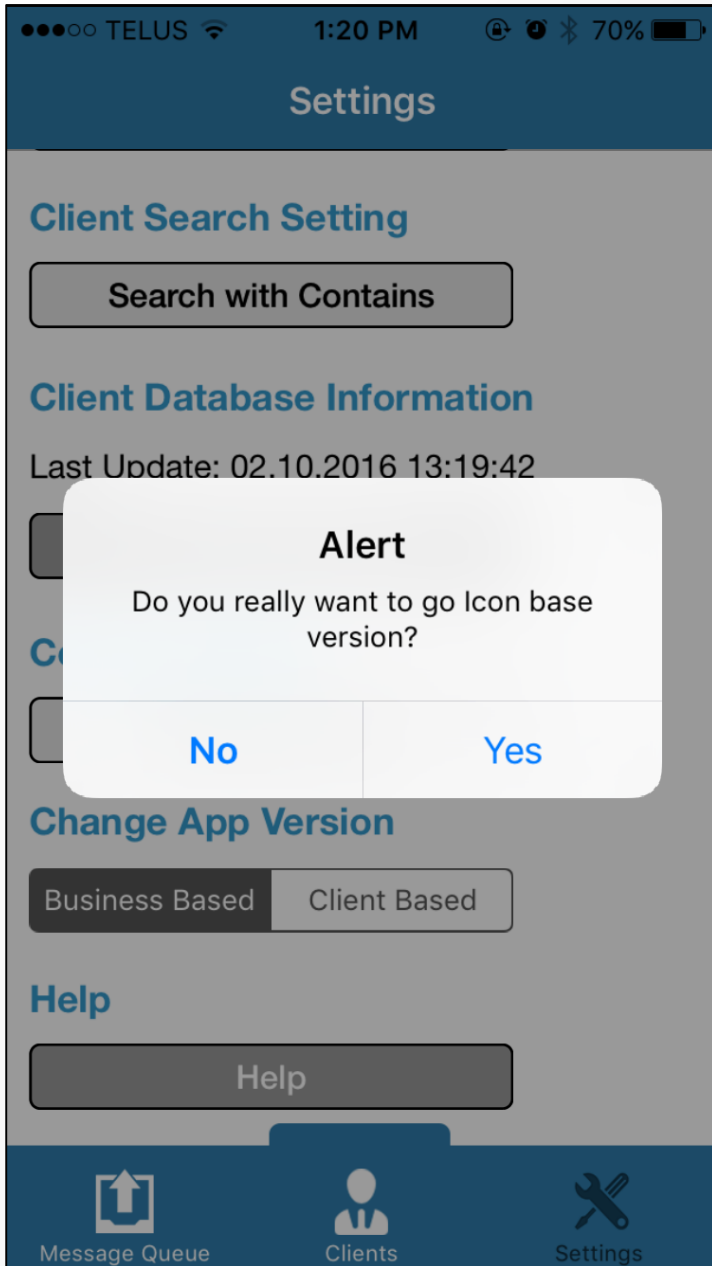 TELUS 1:20 PM 70%
Settings
Client Search Setting
Search with Contains
Client Database Information
Last Update: 02.10.2016 13:19:42
Alert
Do you really want to go Icon base
version?
No Yes
Change App Version
Business Based Client Based
Help
Help
Message Queue Clients Settings